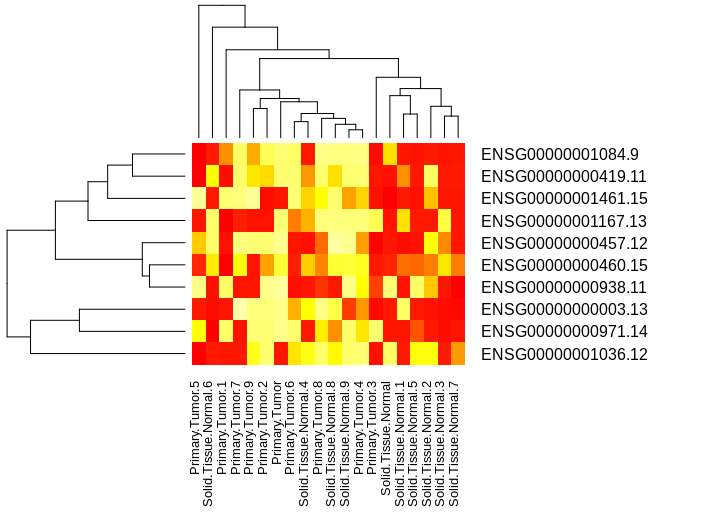 ENSG00000001084.9
ENSG00000000419.11
ENSG00000001461.15
ENSG00000001167.13
ENSG00000000457.12
ENSG00000000460.15
ENSG00000000938.11
ENSG00000000003.13
ENSG00000000971.14
ENSG00000001036.12
Primary.Tumor.5
Solid.Tissue.Normal.6
Primary.Tumor.1
Primary.Tumor.7
Primary.Tumor.9
Primary.Tumor.2
Primary.Tumor
Primary.Tumor.6
Solid.Tissue.Normal.4
Primary.Tumor.8
Solid.Tissue.Normal.8
Solid.Tissue.Normal.9
Primary.Tumor.4
Primary.Tumor.3
Solid.Tissue.Normal
Solid.Tissue.Normal.1
Solid.Tissue.Normal.5
Solid.Tissue.Normal.2
Solid.Tissue.Normal.3
Solid.Tissue.Normal.7